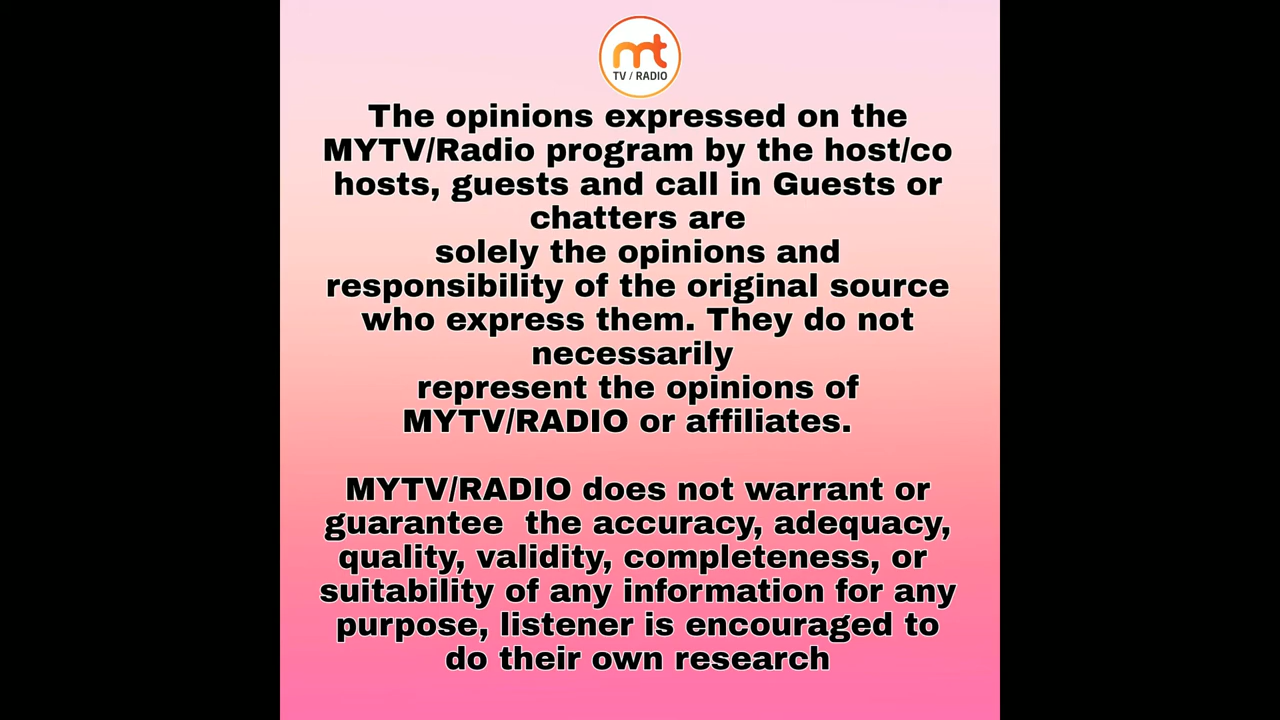 mt
TV / RADIO
The opinions expressed on the
MYTV/Radio program by the host/co
hosts, guests and call in Guests or
chatters are
solely the opinions and
responsibility of the original source
who express them. They do not
necessarily
represent the opinions of
MYTV/RADIO or affiliates.
MYTV/RADIO does not warrant or
guarantee  the accuracy, adequacy,
quality, validity, completeness, or
suitability of any information for any
purpose, listener is encouraged to
do their own research